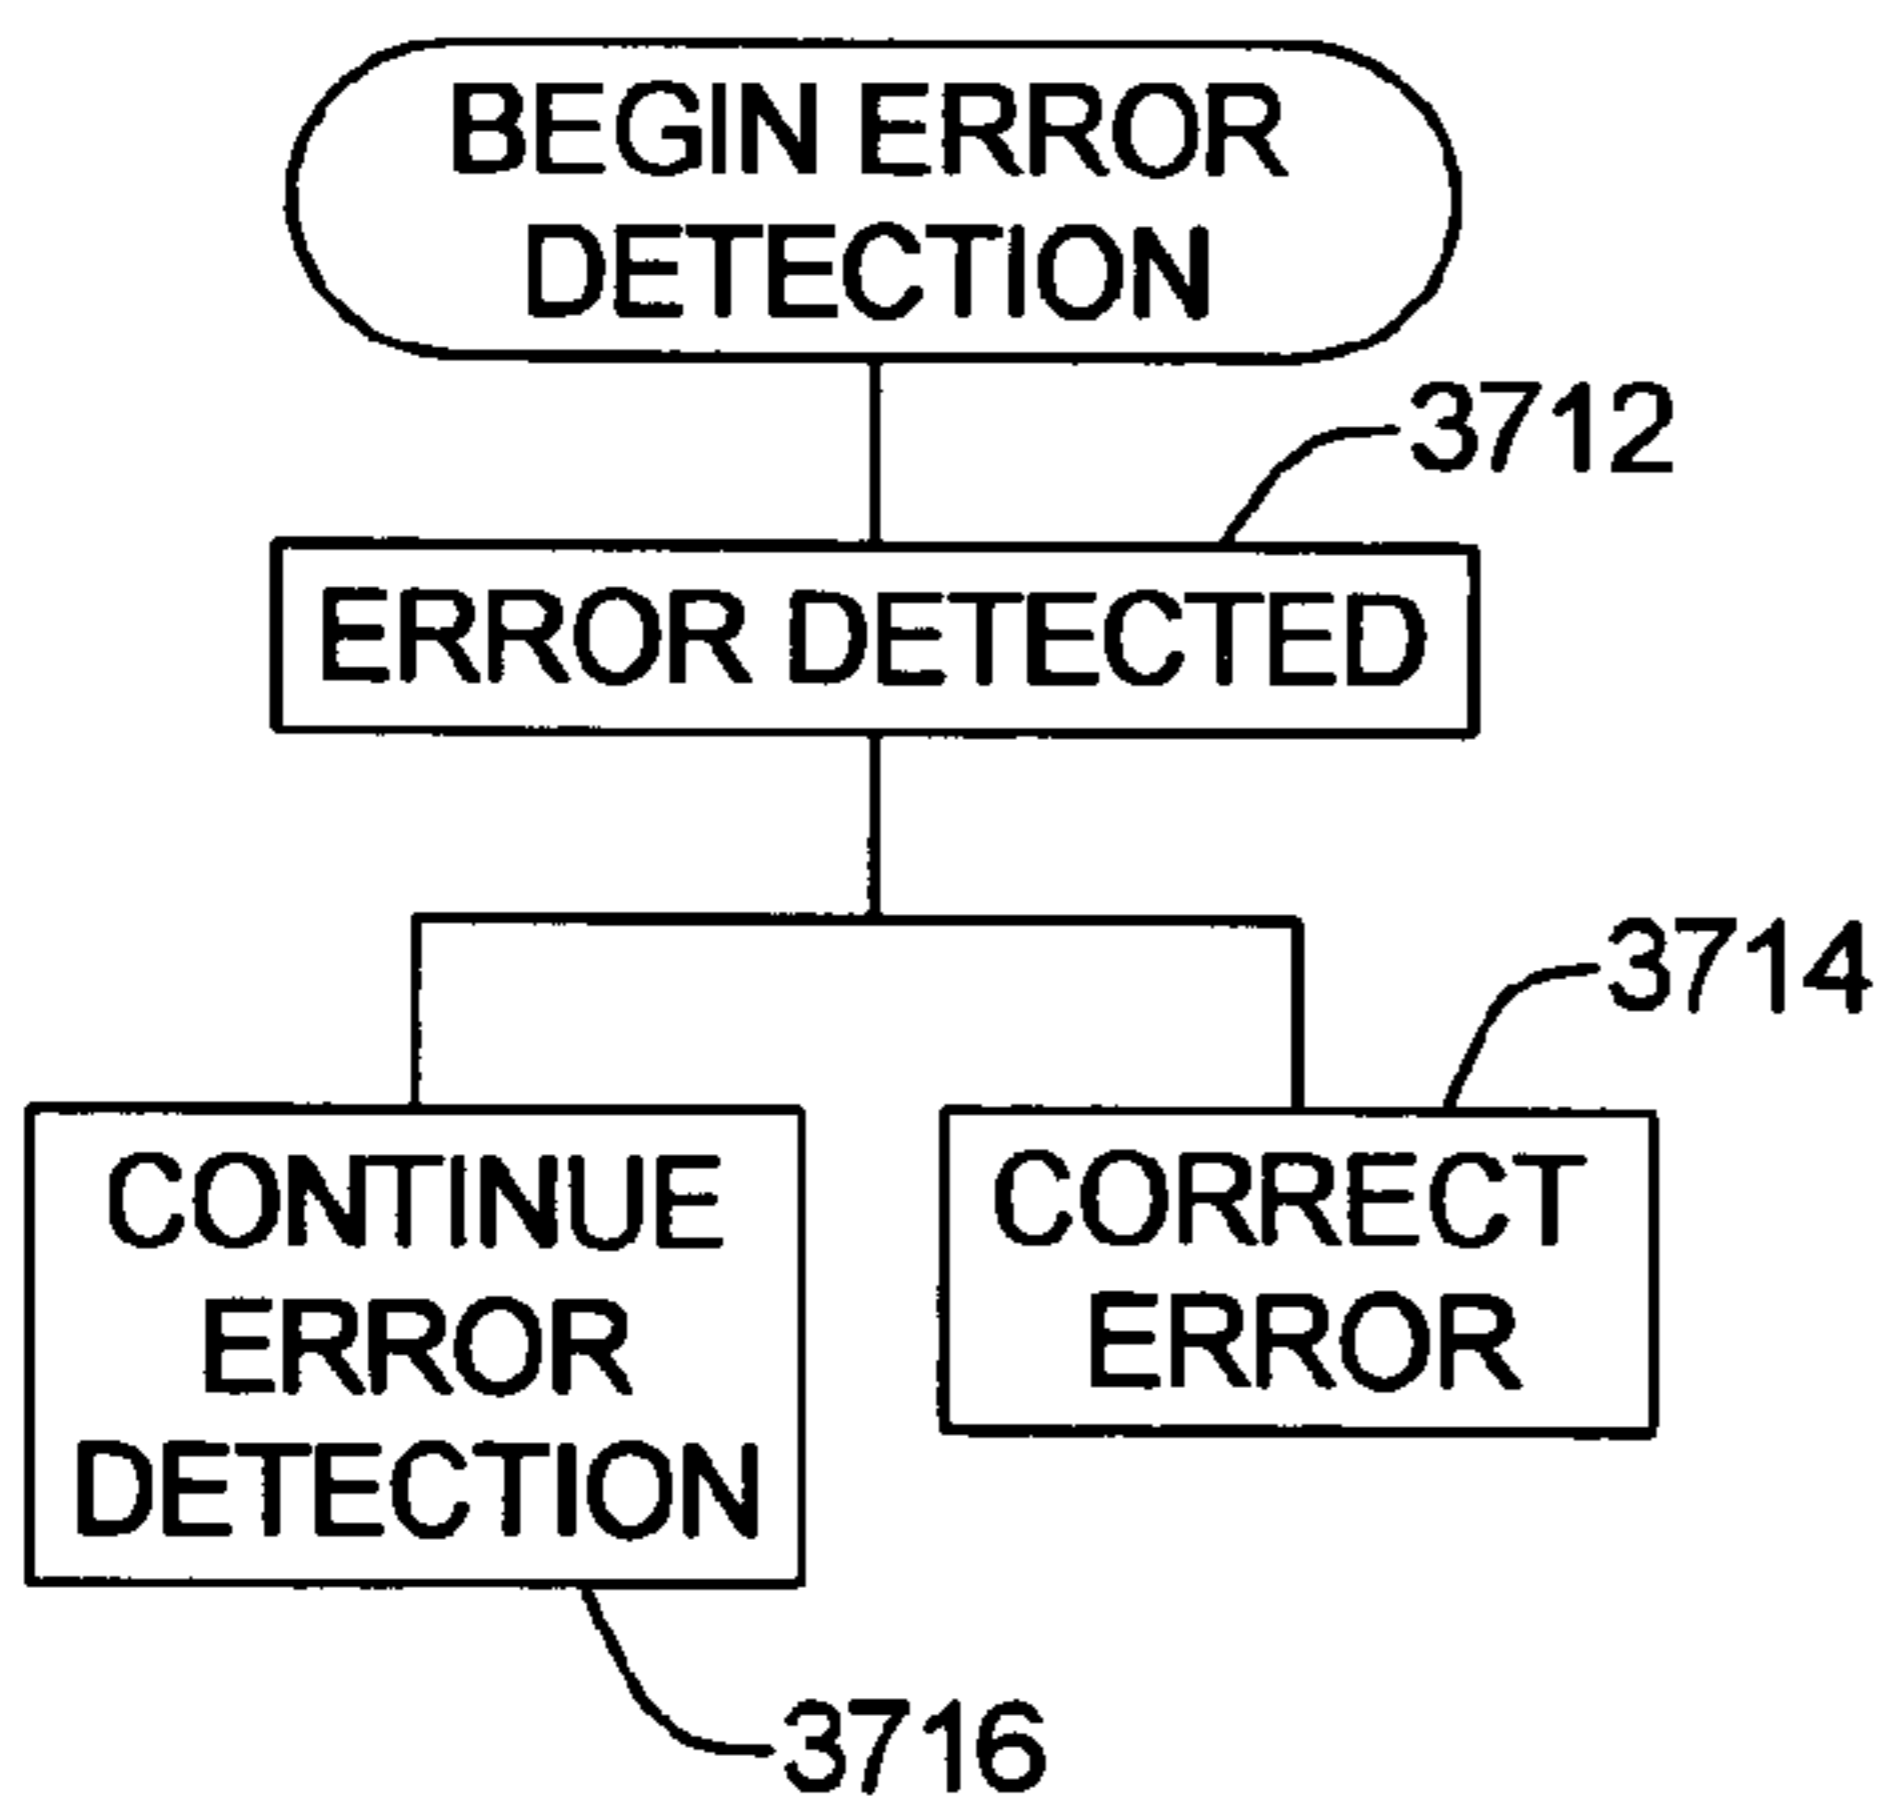 BEGIN ERROR
DETECTION
3712
ERROR DETECTED
3714
CONTINUE
ERROR
DETECTION
CORRECT
ERROR
3716